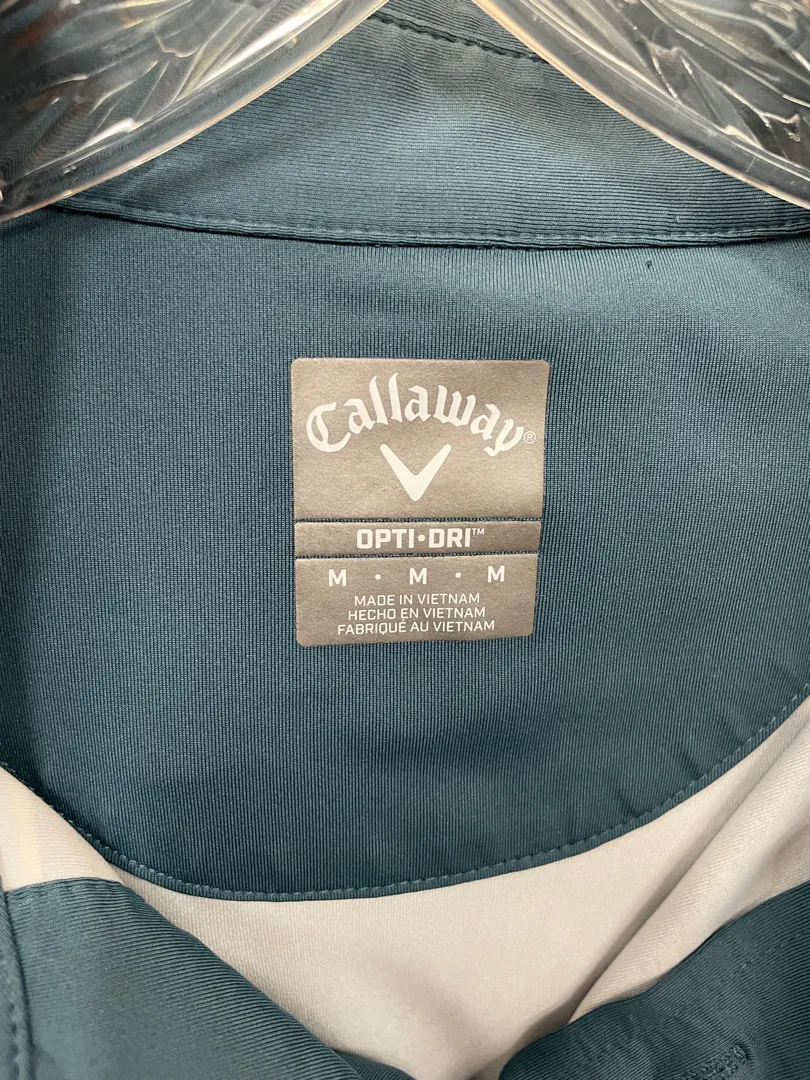 Callaway®
OPTI•DRI™
M • M • M
MADE IN VIETNAM
HECHO EN VIETNAM
FABRIQUÉ AU VIETNAM